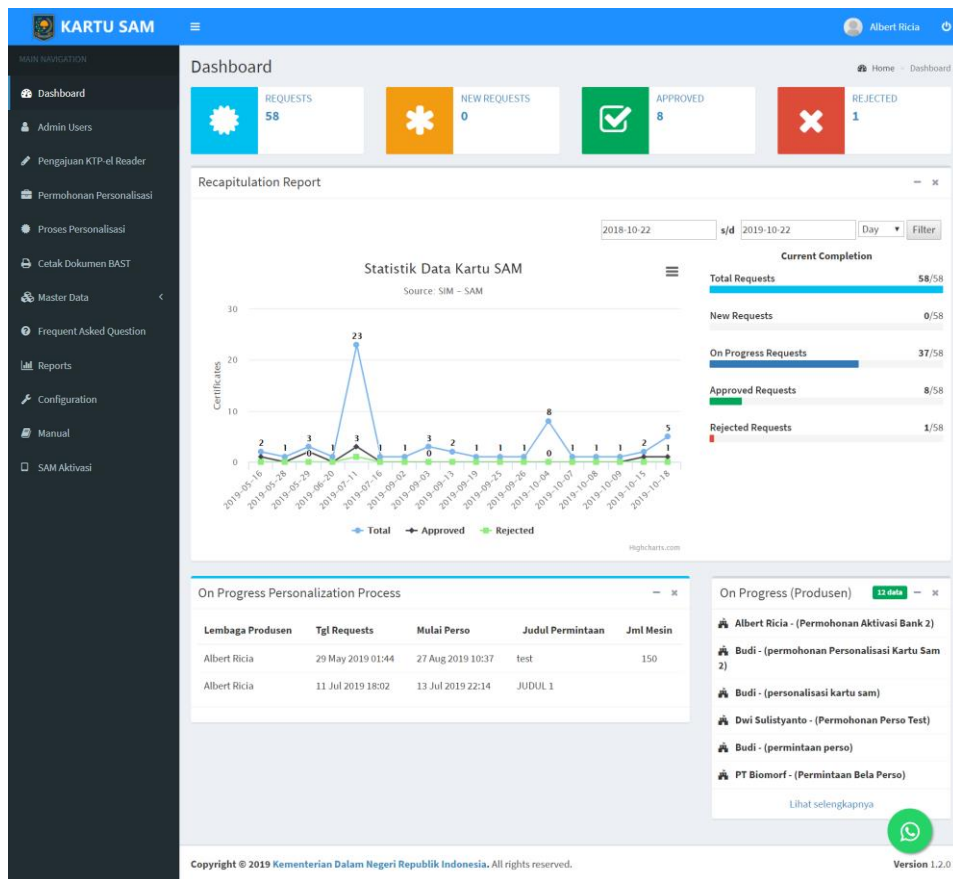 KARTU SAM
Albert Ricia
MAIN NAVIGATION
Dashboard
Admin Users
Pengajuan KTP-el Reader
Permohonan Personalisasi
Proses Personalisasi
Cetak Dokumen BAST
Master Data
Frequent Asked Question
Reports
Configuration
Manual
SAM Aktivasi
Dashboard
Home - Dashboard
REQUESTS
58
NEW REQUESTS
0
APPROVED
8
REJECTED
1
Recapitulation Report
2018-10-22 s/d 2019-10-22 Day Filter
Statistik Data Kartu SAM
Source: SIM – SAM
Certificates
30
20
10
0
2 1 3 1 23 1 1 3 2 1 1 1 8 1 1 1 2 5
0 3 0 0 1
2019-05-16
2019-05-28
2019-05-29
2019-06-20
2019-07-11
2019-07-16
2019-09-02
2019-09-03
2019-09-13
2019-09-19
2019-09-25
2019-09-26
2019-10-04
2019-10-07
2019-10-08
2019-10-09
2019-10-15
2019-10-18
Total Approved Rejected
Highcharts.com
Current Completion
Total Requests 58/58
New Requests 0/58
On Progress Requests 37/58
Approved Requests 8/58
Rejected Requests 1/58
On Progress Personalization Process
Lembaga Produsen Tgl Requests Mulai Perso Judul Permintaan Jml Mesin
Albert Ricia 29 May 2019 01:44 27 Aug 2019 10:37 test 150
Albert Ricia 11 Jul 2019 18:02 13 Jul 2019 22:14 JUDUL 1
On Progress (Produsen) 12 data
Albert Ricia - (Permohonan Aktivasi Bank 2)
Budi - (permohonan Personalisasi Kartu Sam
2)
Budi - (personalisasi kartu sam)
Dwi Sulistyanto - (Permohonan Perso Test)
Budi - (permintaan perso)
PT Biomorf - (Permintaan Bela Perso)
Lihat selengkapnya
Copyright © 2019 Kementerian Dalam Negeri Republik Indonesia. All rights reserved.
Version 1.2.0